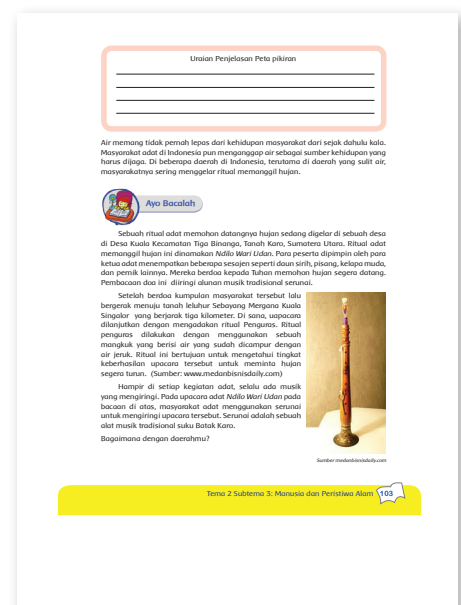 Uraian Penjelasan Peta pikiran
Air memang tidak pernah lepas dari kehidupan masyarakat dari sejak dahulu kala.
Masyarakat adat di Indonesia pun menganggap air sebagai sumber kehidupan yang
harus dijaga. Di beberapa daerah di Indonesia, terutama di daerah yang sulit air,
masyarakatnya sering menggelar ritual memanggil hujan.
Ayo Bacalah
Sebuah ritual adat memohon datangnya hujan sedang digelar di sebuah desa
di Desa Kuala Kecamatan Tiga Binanga, Tanah Karo, Sumatera Utara. Ritual adat
memanggil hujan ini dinamakan Ndilo Wari Udan. Para peserta dipimpin oleh para
ketua adat menempatkan beberapa sesajen seperti daun sirih, pisang, kelapa muda,
dan pernik lainnya. Mereka berdoa kepada Tuhan memohon hujan segera datang.
Pembacaan doa ini diiringi alunan musik tradisional serunai.
Setelah berdoa kumpulan masyarakat tersebut lalu
bergerak menuju tanah leluhur Sebayang Mergana Kuala
Singalor yang berjarak tiga kilometer. Di sana, uapacara
dilanjutkan dengan mengadakan ritual Penguras. Ritual
penguras dilakukan dengan menggunakan sebuah
mangkuk yang berisi air yang sudah dicampur dengan
air jeruk. Ritual ini bertujuan untuk mengetahui tingkat
keberhasilan upacara tersebut untuk meminta hujan
segera turun. (Sumber: www.medanbisnisdaily.com)
Hampir di setiap kegiatan adat, selalu ada musik
yang mengiringi. Pada upacara adat Ndilo Wari Udan pada
bacaan di atas, masyarakat adat menggunakan serunai
untuk mengiringi upacara tersebut. Serunai adalah sebuah
alat musik tradisional suku Batak Karo.
Bagaimana dengan daerahmu?
Sumber medanbisnisdaily.com
Tema 2 Subtema 3: Manusia dan Peristiwa Alam 103